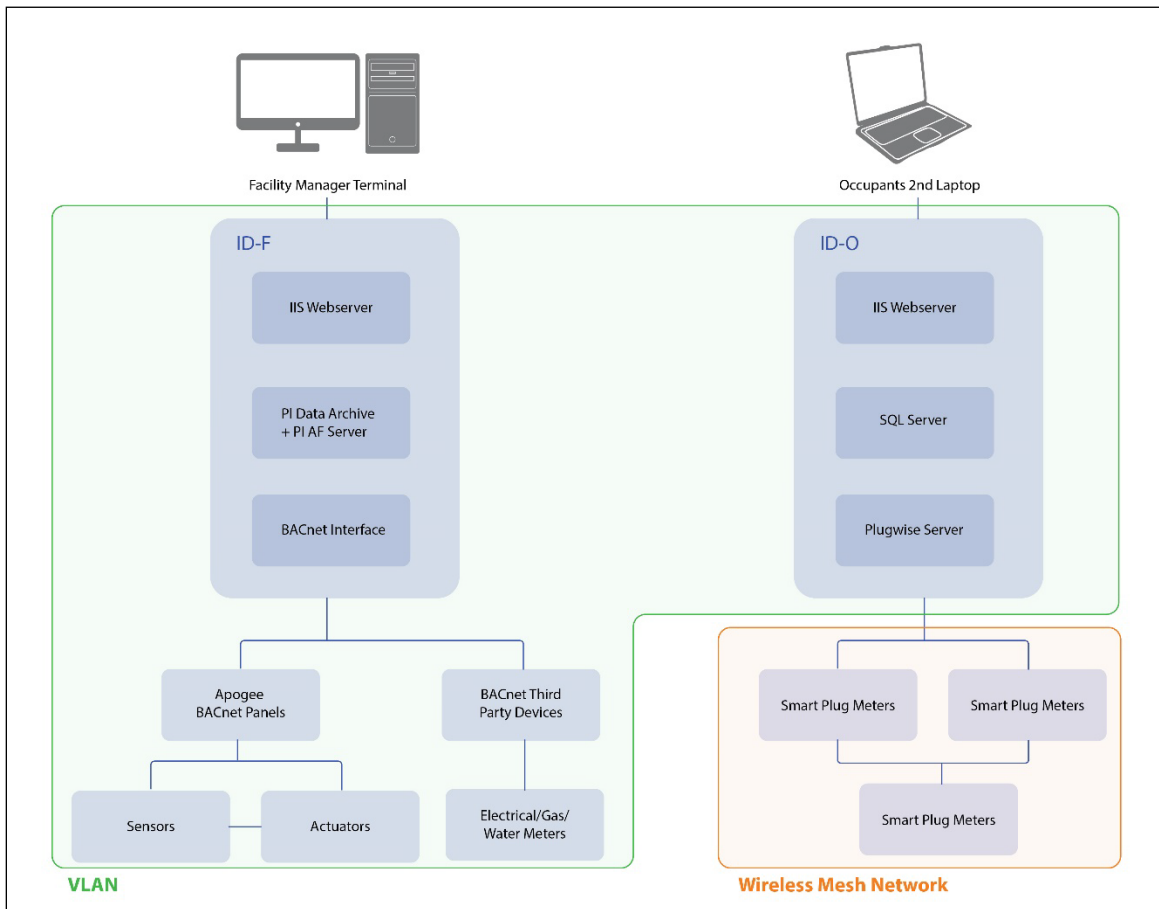 Facility Manager Terminal
Occupants 2nd Laptop
ID-F
IIS Webserver
PI Data Archive
+ PI AF Server
BACnet Interface
ID-O
IIS Webserver
SQL Server
Plugwise Server
Apogee
BACnet Panels
BACnet Third
Party Devices
Sensors
Actuators
Electrical/Gas/
Water Meters
Smart Plug Meters
Smart Plug Meters
Smart Plug Meters
VLAN
Wireless Mesh Network